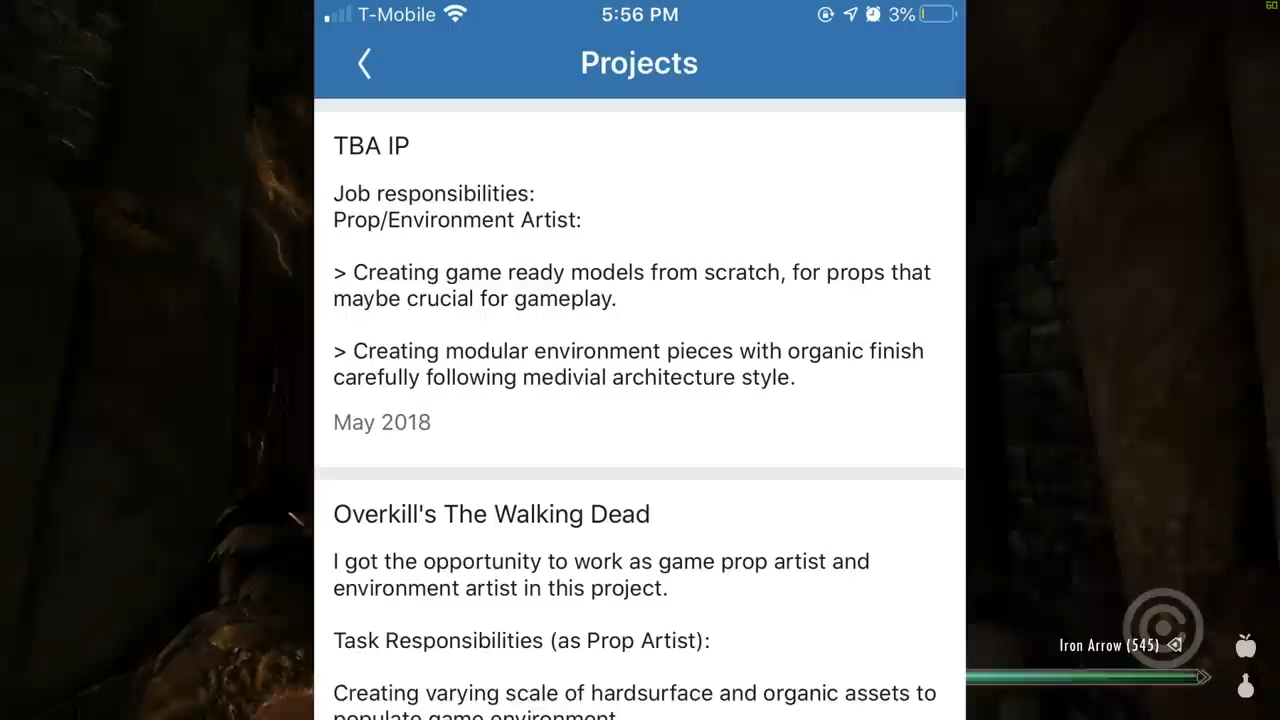 60
T-Mobile 5:56 PM 3%
Projects
TBA IP
Job responsibilities:
Prop/Environment Artist:
> Creating game ready models from scratch, for props that
maybe crucial for gameplay.
> Creating modular environment pieces with organic finish
carefully following medivial architecture style.
May 2018
Overkill's The Walking Dead
I got the opportunity to work as game prop artist and
environment artist in this project.
Task Responsibilities (as Prop Artist):
Creating varying scale of hardsurface and organic assets to
populate game environment
Iron Arrow (545)